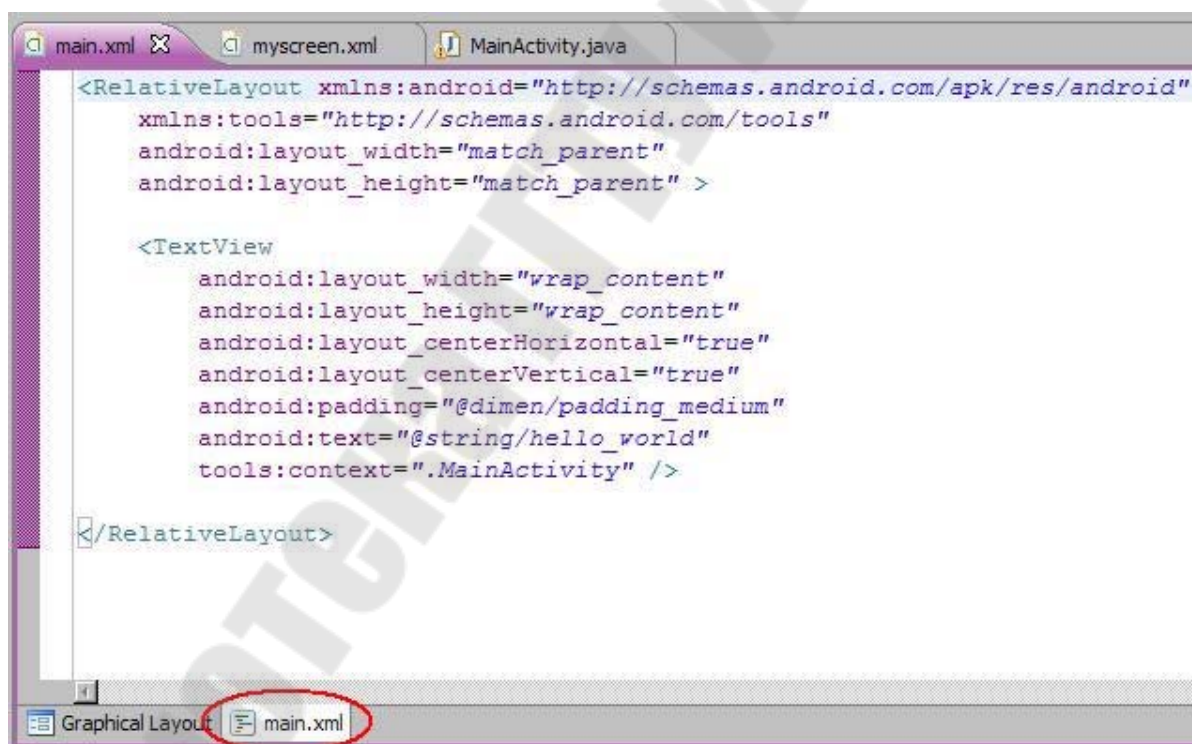 main.xml myscreen.xml MainActivity.java
<RelativeLayout xmlns:android="http://schemas.android.com/apk/res/android"
    xmlns:tools="http://schemas.android.com/tools"
    android:layout_width="match_parent"
    android:layout_height="match_parent" >

    <TextView
        android:layout_width="wrap_content"
        android:layout_height="wrap_content"
        android:layout_centerHorizontal="true"
        android:layout_centerVertical="true"
        android:padding="@dimen/padding_medium"
        android:text="@string/hello_world"
        tools:context=".MainActivity" />

</RelativeLayout>
Graphical Layout main.xml